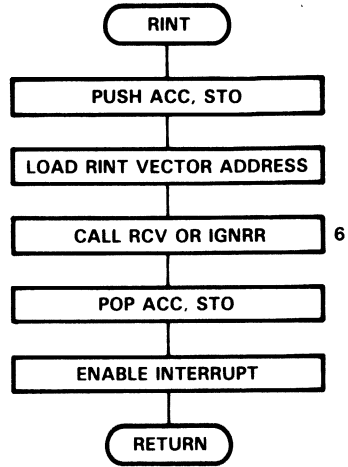 RINT
PUSH ACC, STO
LOAD RINT VECTOR ADDRESS
CALL RCV OR IGNRR 6
POP ACC, STO
ENABLE INTERRUPT
RETURN